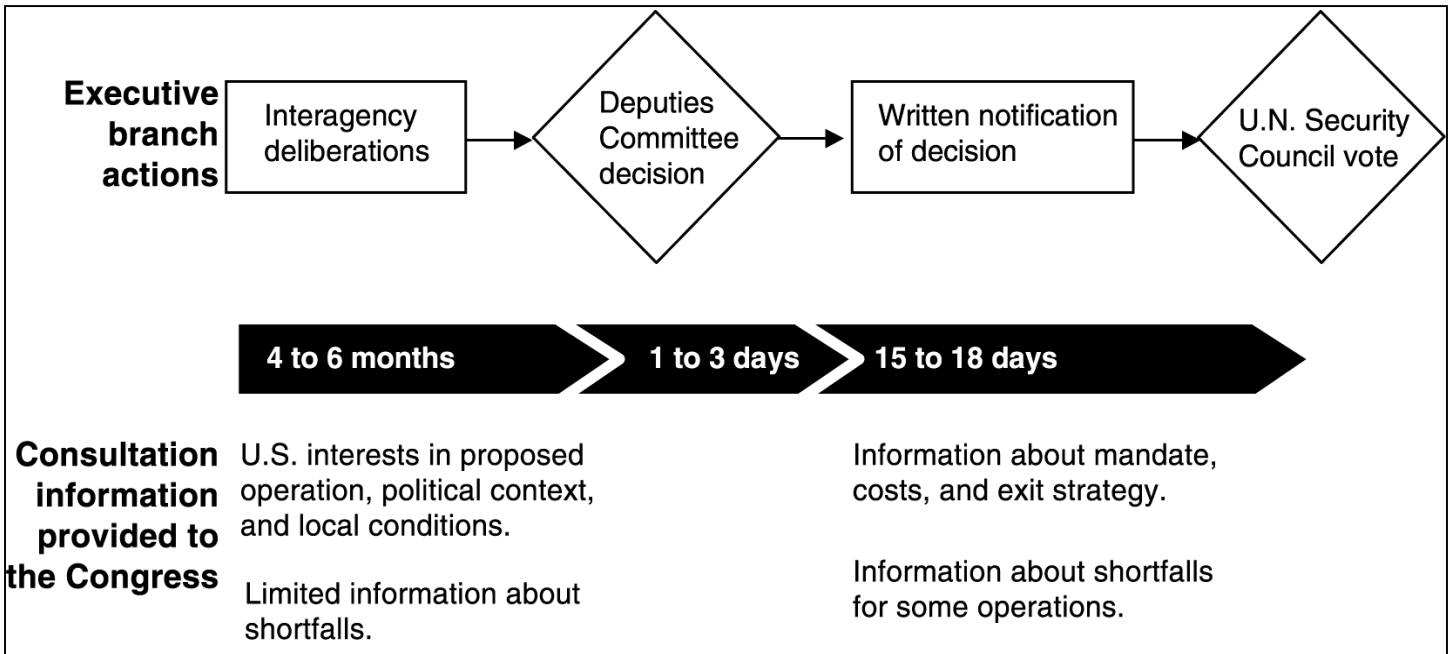 Executive
branch
actions
Interagency
deliberations
Deputies
Committee
decision
Written notification
of decision
U.N. Security
Council vote
4 to 6 months
1 to 3 days
15 to 18 days
Consultation
information
provided to
the Congress
U.S. interests in proposed
operation, political context,
and local conditions.
Limited information about
shortfalls.
Information about mandate,
costs, and exit strategy.
Information about shortfalls
for some operations.